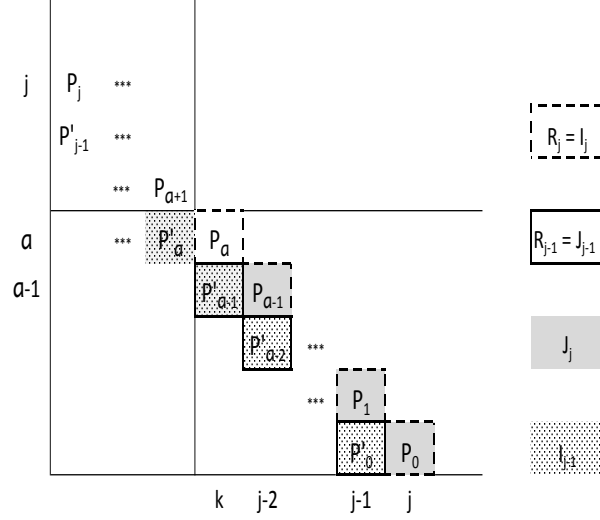 j P_j ***
P'_{j-1} ***
R_j = I_j
*** P_{a+1}
a *** P'_a P_a
R_{j-1} = J_{j-1}
a-1 P'_{a-1} P_{a-1}
P'_{a-2} ***
J_j
*** P_1
P'_0 P_0
I_{j-1}
k j-2 j-1 j